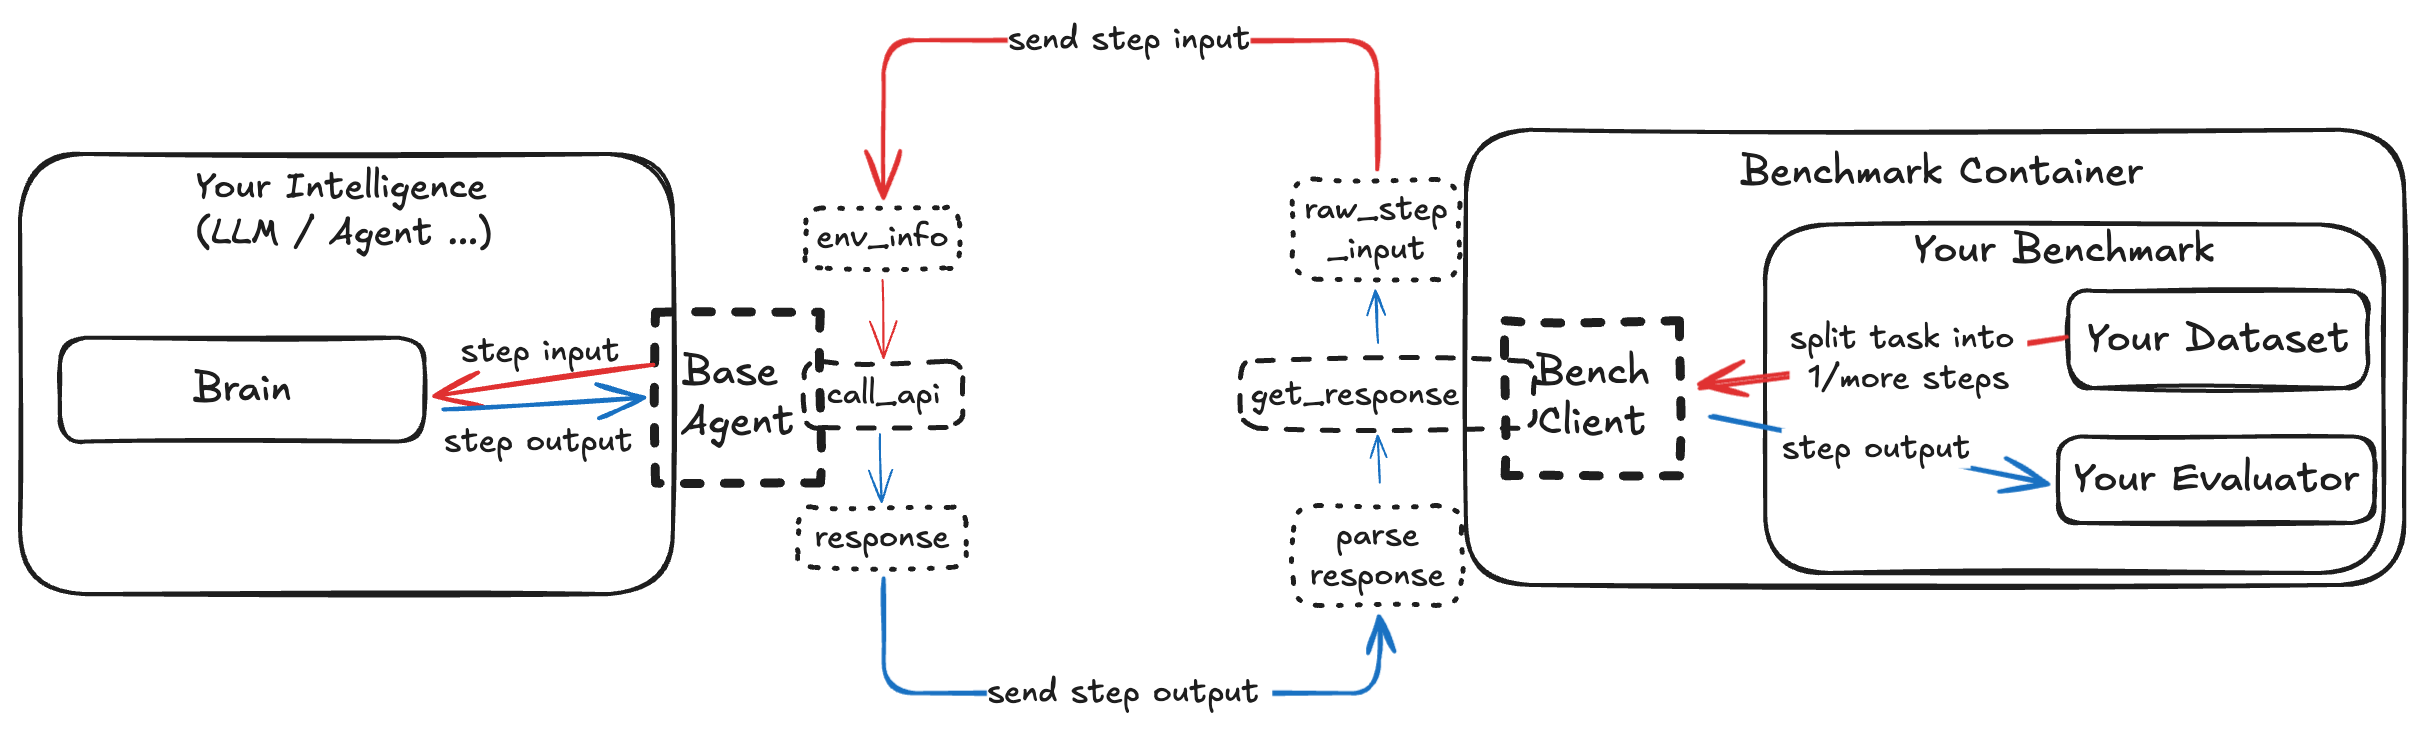 send step input
Your Intelligence
(LLM / Agent ...)
Brain
step input
step output
Base
Agent
env_info
call_api
response
send step output
raw_step
_input
get_response
parse
response
Benchmark Container
Bench
Client
Your Benchmark
split task into
1/more steps
step output
Your Dataset
Your Evaluator